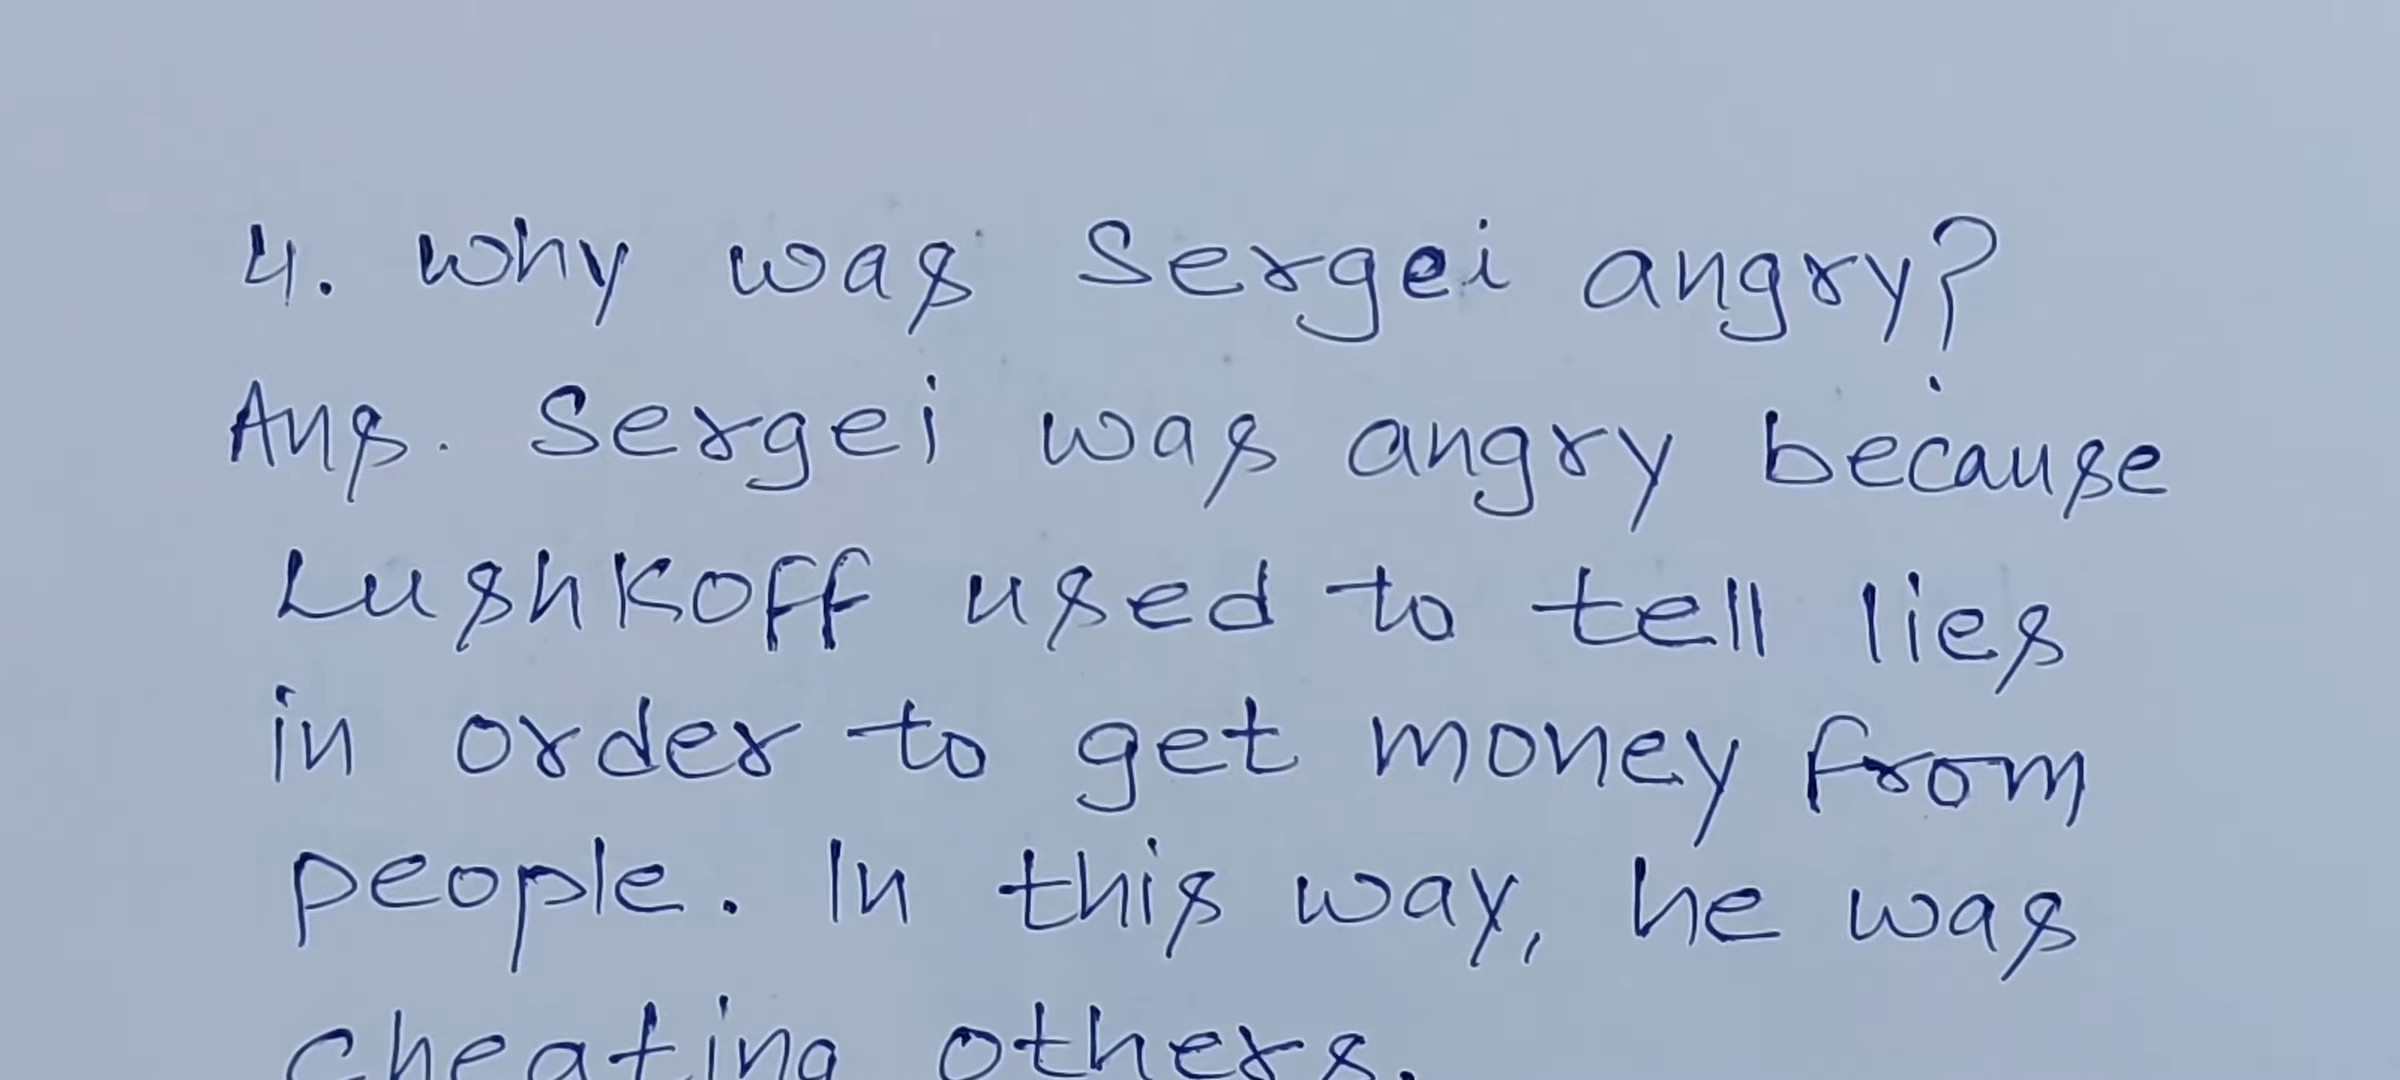 4. Why was Sergei angry?
Ans. Sergei was angry because
Lushkoff used to tell lies
in order to get money from
people. In this way, he was
cheating others.